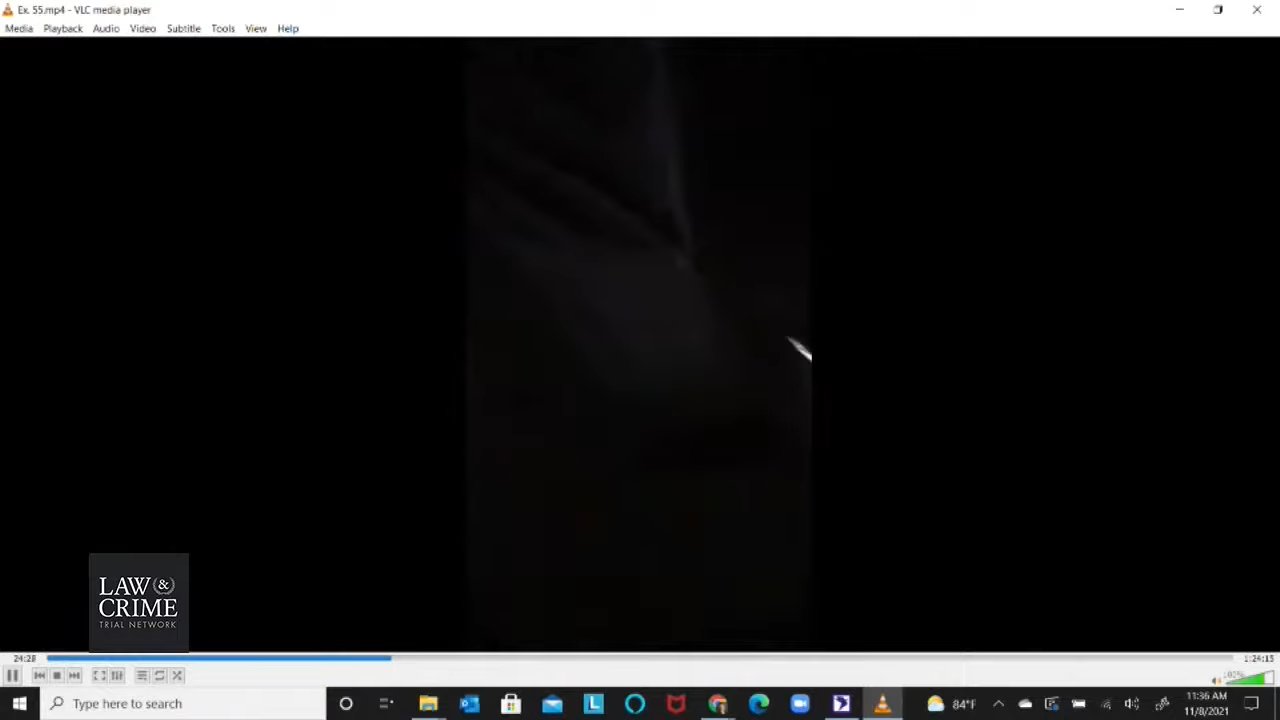 Ex. 55.mp4 - VLC media player
Media Playback Audio Video Subtitle Tools View Help
LAW &
CRIME
TRIAL NETWORK
24:28
1:24:15
100%
Type here to search
84°F
11:36 AM
11/8/2021